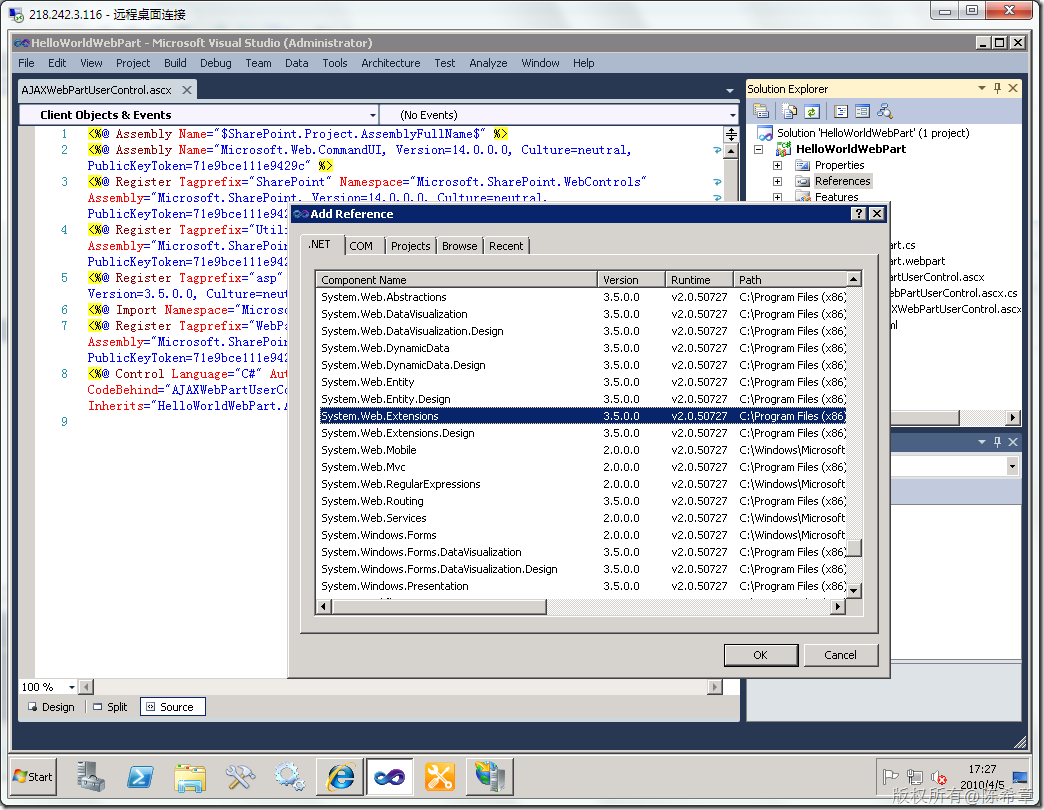 218.242.3.116 - 远程桌面连接
HelloWorldWebPart - Microsoft Visual Studio (Administrator)
File Edit View Project Build Debug Team Data Tools Architecture Test Analyze Window Help
AJAXWebPartUserControl.ascx
Client Objects & Events (No Events)
1 <%@ Assembly Name="$SharePoint.Project.AssemblyFullName$" %>
2 <%@ Assembly Name="Microsoft.Web.CommandUI, Version=14.0.0.0, Culture=neutral,
PublicKeyToken=71e9bce111e9429c" %>
3 <%@ Register Tagprefix="SharePoint" Namespace="Microsoft.SharePoint.WebControls"
Assembly="Microsoft.SharePoint, Version=14.0.0.0, Culture=neutral,
PublicKeyToken=71e9bce111e942
4 <%@ Register Tagprefix="Util
Assembly="Microsoft.SharePoin
PublicKeyToken=71e9bce111e942
5 <%@ Register Tagprefix="asp"
Version=3.5.0.0, Culture=neut
6 <%@ Import Namespace="Microso
7 <%@ Register Tagprefix="WebPa
Assembly="Microsoft.SharePoin
PublicKeyToken=71e9bce111e942
8 <%@ Control Language="C#" Aut
CodeBehind="AJAXWebPartUserCo
Inherits="HelloWorldWebPart.A
9
100 %
Design Split Source
Solution Explorer
Solution 'HelloWorldWebPart' (1 project)
HelloWorldWebPart
Properties
References
Features
art.cs
art.webpart
artUserControl.ascx
ebPartUserControl.ascx.cs
XWebPartUserControl.ascx
ml
Add Reference
.NET COM Projects Browse Recent
Component Name Version Runtime Path
System.Web.Abstractions 3.5.0.0 v2.0.50727 C:\Program Files (x86)
System.Web.DataVisualization 3.5.0.0 v2.0.50727 C:\Program Files (x86)
System.Web.DataVisualization.Design 3.5.0.0 v2.0.50727 C:\Program Files (x86)
System.Web.DynamicData 3.5.0.0 v2.0.50727 C:\Program Files (x86)
System.Web.DynamicData.Design 3.5.0.0 v2.0.50727 C:\Program Files (x86)
System.Web.Entity 3.5.0.0 v2.0.50727 C:\Program Files (x86)
System.Web.Entity.Design 3.5.0.0 v2.0.50727 C:\Program Files (x86)
System.Web.Extensions 3.5.0.0 v2.0.50727 C:\Program Files (x86)
System.Web.Extensions.Design 3.5.0.0 v2.0.50727 C:\Program Files (x86)
System.Web.Mobile 2.0.0.0 v2.0.50727 C:\Windows\Microsoft
System.Web.Mvc 2.0.0.0 v2.0.50727 C:\Program Files (x86)
System.Web.RegularExpressions 2.0.0.0 v2.0.50727 C:\Windows\Microsoft
System.Web.Routing 3.5.0.0 v2.0.50727 C:\Program Files (x86)
System.Web.Services 2.0.0.0 v2.0.50727 C:\Windows\Microsoft
System.Windows.Forms 2.0.0.0 v2.0.50727 C:\Windows\Microsoft
System.Windows.Forms.DataVisualization 3.5.0.0 v2.0.50727 C:\Program Files (x86)
System.Windows.Forms.DataVisualization.Design 3.5.0.0 v2.0.50727 C:\Program Files (x86)
System.Windows.Presentation 3.5.0.0 v2.0.50727 C:\Program Files (x86)
OK Cancel
Start
17:27
2010/4/5
版权所有@陈希章